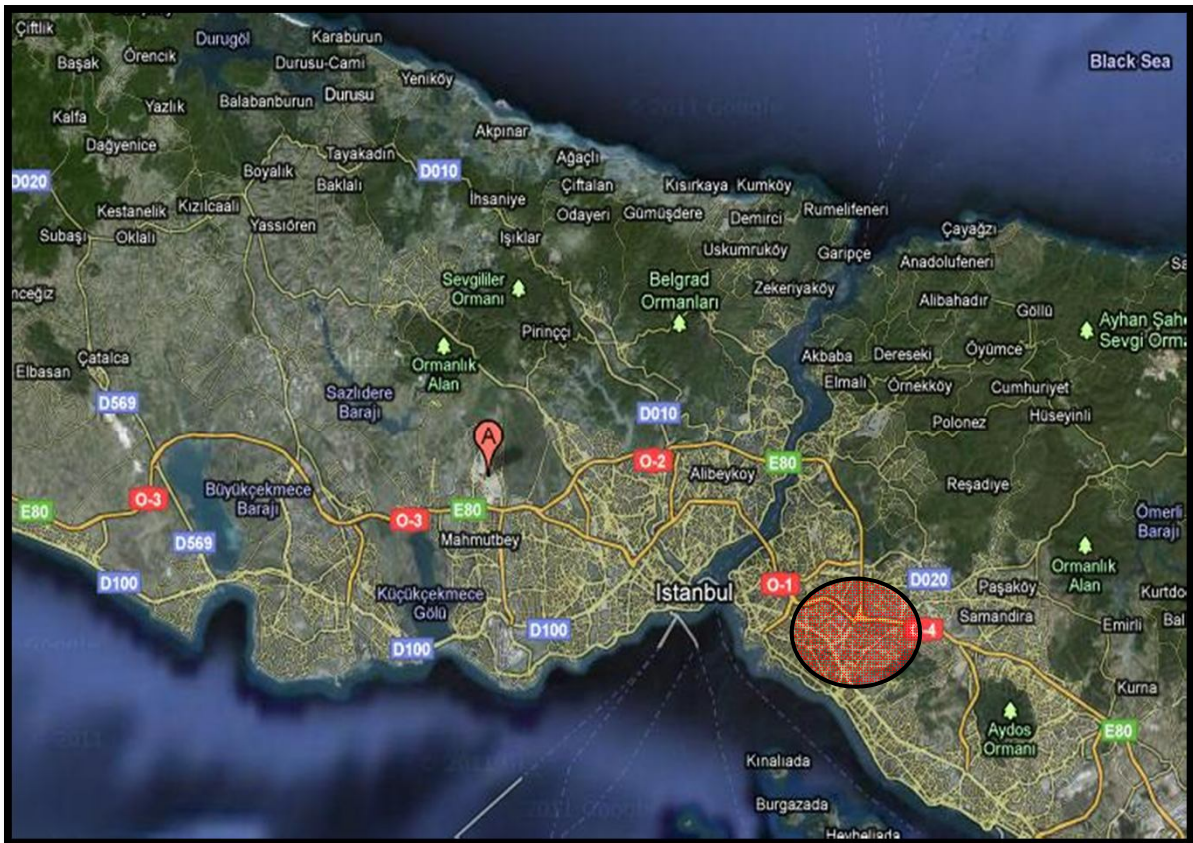 Çiftlik
Durugöl
Karaburun
Black Sea
Başak
Örencik
Durusu-Cami
Yeniköy
Yazlık
Balabanburun
Durusu
Kalfa
Akpınar
Dağyenice
Tayakadın
Ağaçlı
D020
Boyalık
Baklalı
D010
Çiftalan
Kısırkaya
Kumköy
İhsaniye
Kestanelik
Kızılcaali
Odayeri
Gümüşdere
Demirci
Rumelifeneri
Subaşı
Oklalı
Yassıören
Işıklar
Çayağzı
Uskumruköy
Garipçe
Anadolufeneri
Sa
nceğiz
Sevgililer
Ormanı
Belgrad
Ormanları
Zekeriyaköy
Alibahadır
Göllü
Ayhan Şahe
Sevgi Orma
Pirinççi
Elbasan
Çatalca
Ormanlık
Alan
Akbaba
Dereseki
Öyümce
Elmalı
Örnekköy
Cumhuriyet
D569
Sazlıdere
Barajı
D010
Polonez
Hüseyinli
A
O-2
Alibeyköy
E80
Reşadiye
Büyükçekmece
Barajı
O-3
E80
O-3
E80
Ömerli
Barajı
D569
Mahmutbey
D100
Küçükçekmece
Gölü
Istanbul
O-1
D020
Paşaköy
Ormanlık
Alan
Kurtdo
D100
D100
-4
Samandıra
Emirli
Bal
Kurna
Aydos
Ormanı
E80
Kınalıada
Burgazada
Heybeliada